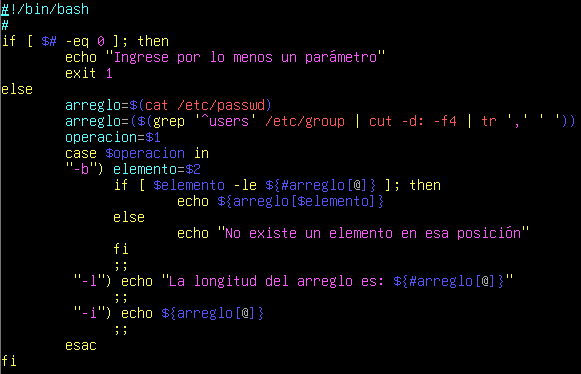 #!/bin/bash
#
if [ $# -eq 0 ]; then
        echo "Ingrese por lo menos un parámetro"
        exit 1
else
        arreglo=$(cat /etc/passwd)
        arreglo=($(grep '^users' /etc/group | cut -d: -f4 | tr ',' ' '))
        operacion=$1
        case $operacion in
        "-b") elemento=$2
              if [ $elemento -le ${#arreglo[@]} ]; then
                      echo ${arreglo[$elemento]}
              else
                      echo "No existe un elemento en esa posición"
              fi
              ;;
         "-l") echo "La longitud del arreglo es: ${#arreglo[@]}"
              ;;
         "-i") echo ${arreglo[@]}
              ;;
        esac
fi